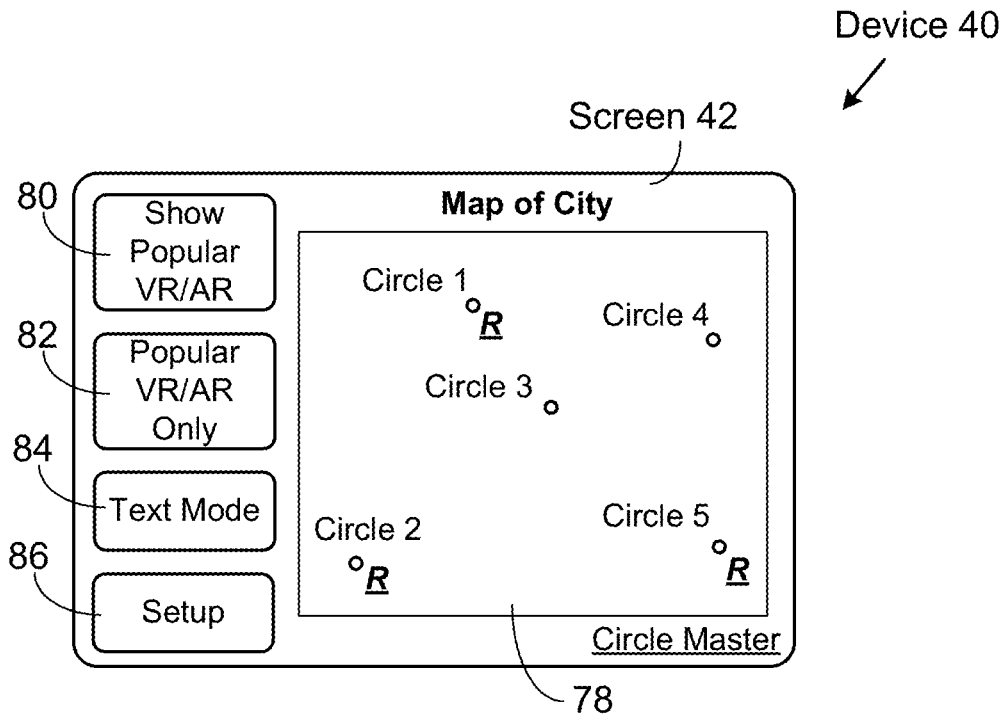 Device 40
Screen 42
80
Show
Popular
VR/AR
82
Popular
VR/AR
Only
84
Text Mode
86
Setup
Map of City
Circle 1
R
Circle 4
Circle 3
Circle 2
R
Circle 5
R
Circle Master
78